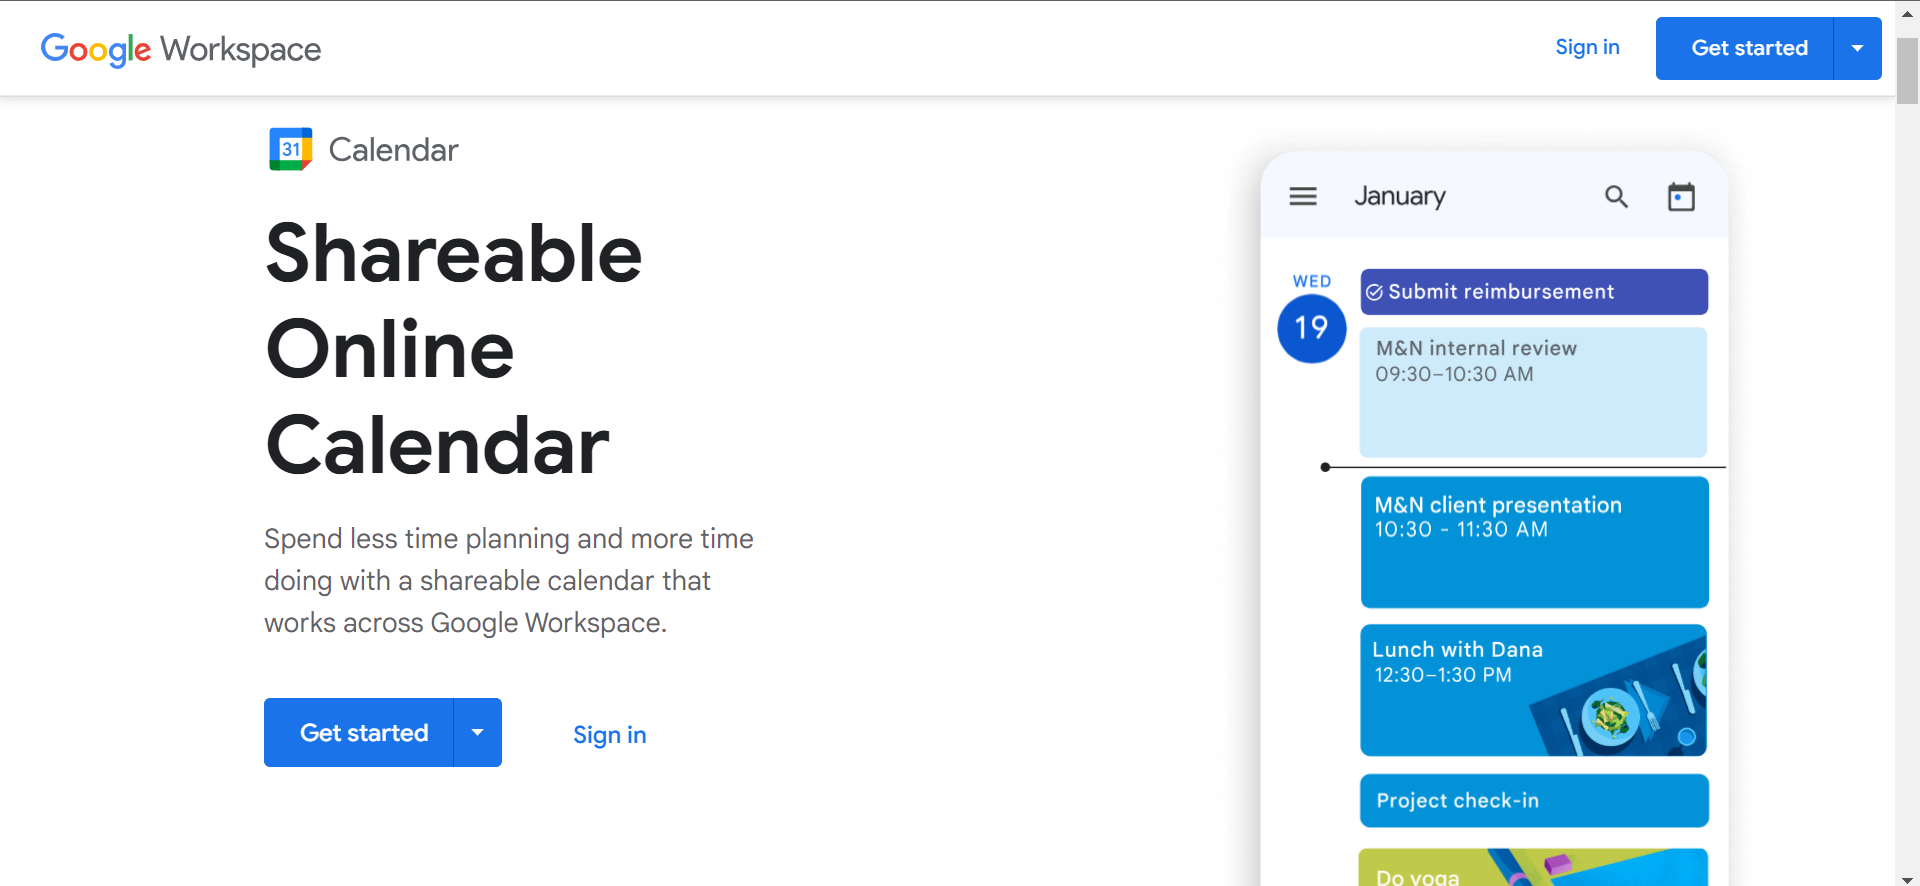 Google Workspace
Sign in
Get started
31
Calendar
Shareable
Online
Calendar
Spend less time planning and more time
doing with a shareable calendar that
works across Google Workspace.
Get started
Sign in
January
WED
19
Submit reimbursement
M&N internal review
09:30–10:30 AM
M&N client presentation
10:30 - 11:30 AM
Lunch with Dana
12:30–1:30 PM
Project check-in
Do yoga